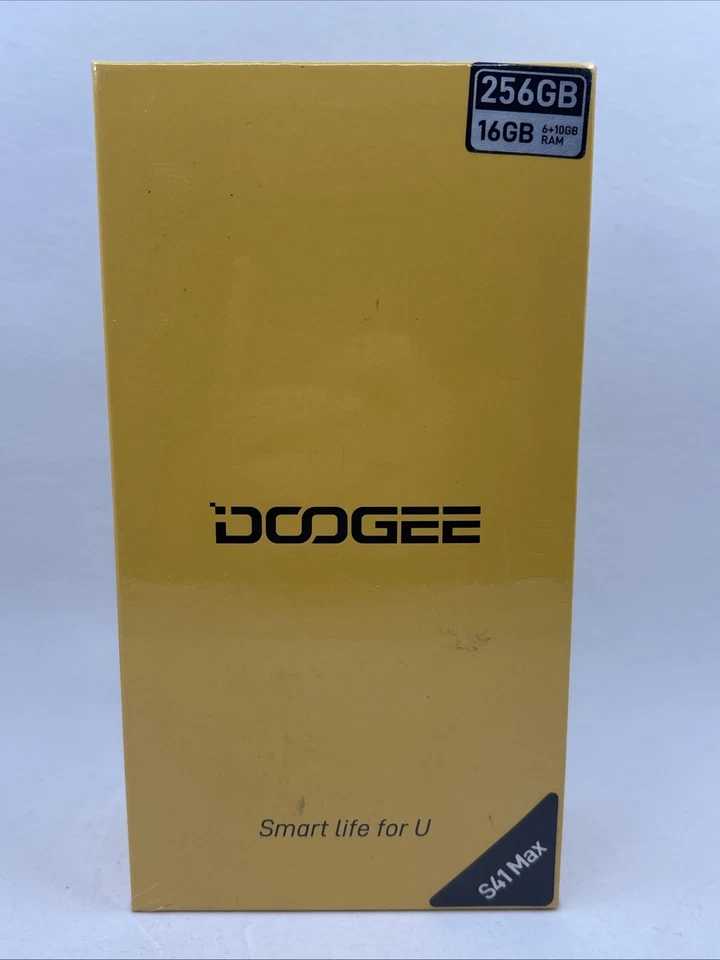 256GB
16GB 6+10GB
RAM
DOOGEE
Smart life for U
S41 Max